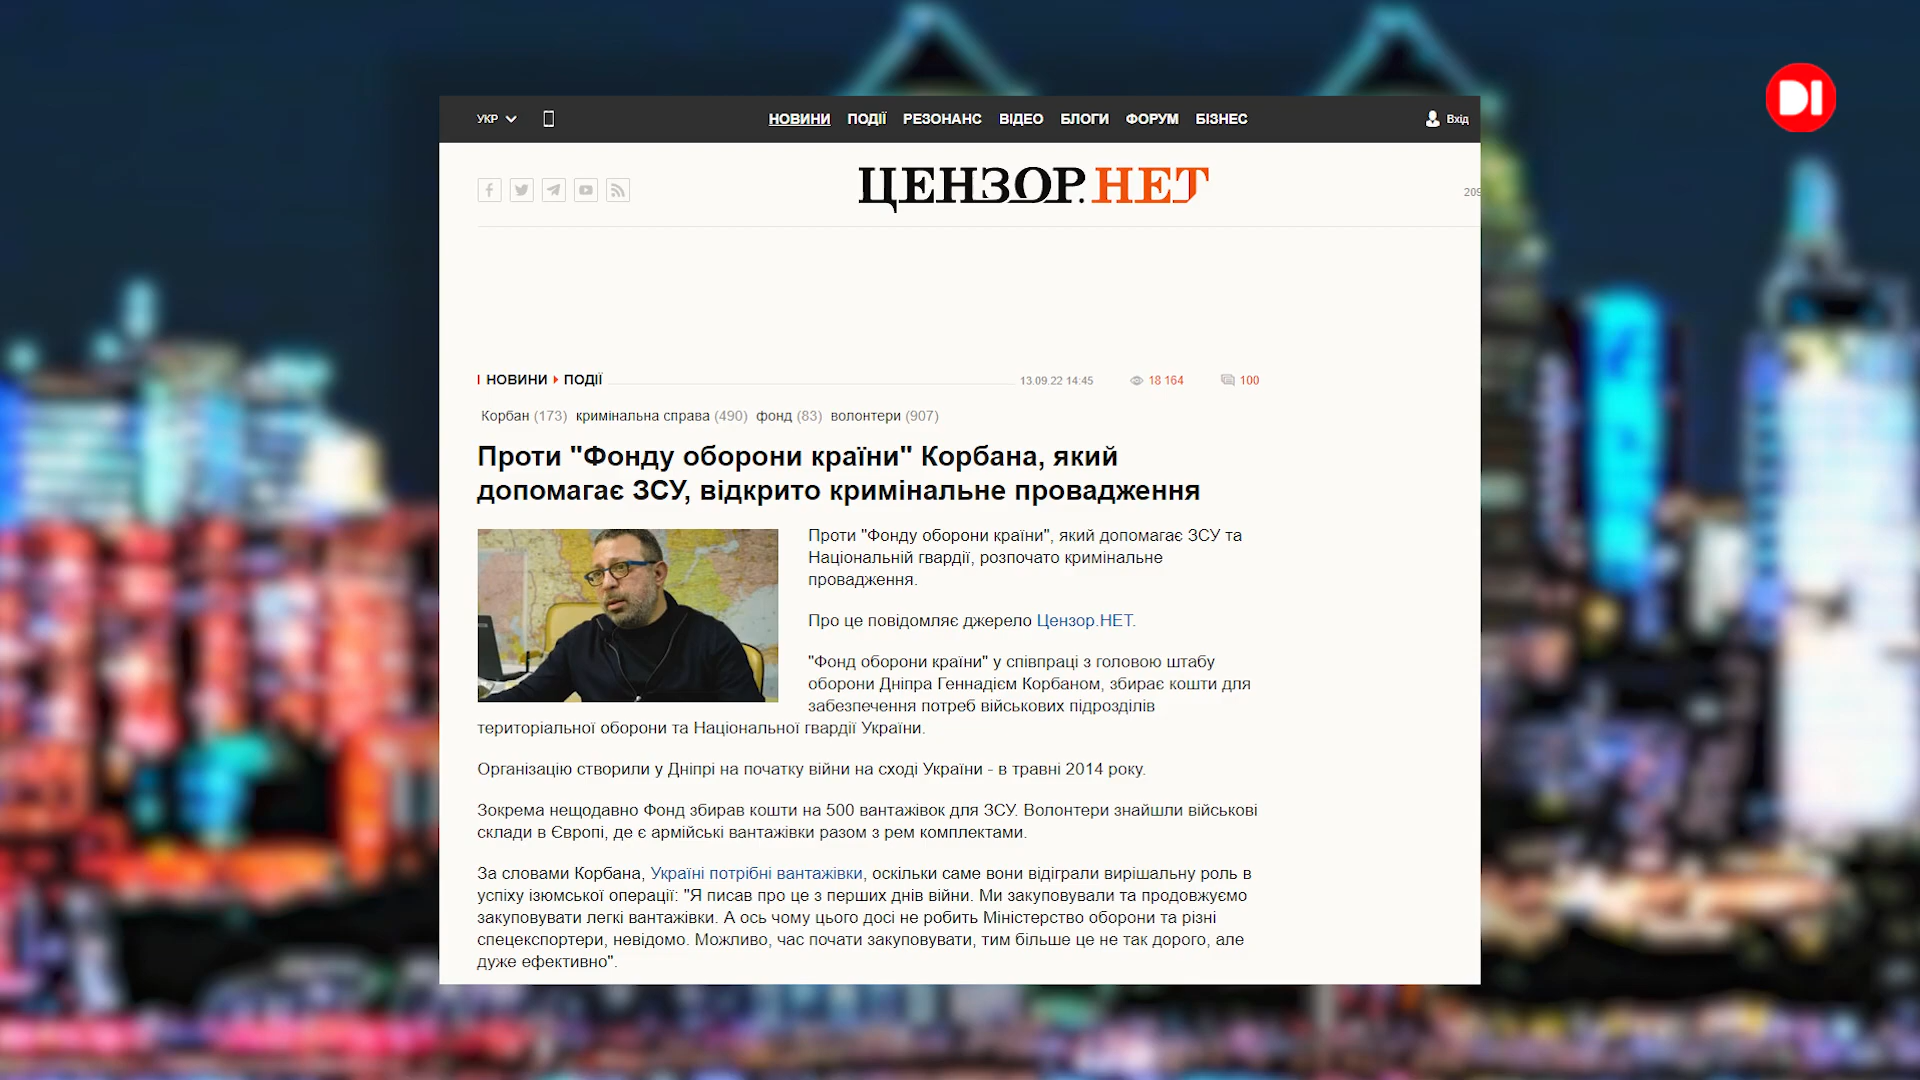 DI
УКР
НОВИНИ ПОДІЇ РЕЗОНАНС ВІДЕО БЛОГИ ФОРУМ БІЗНЕС
Вхід
ЦЕНЗОР.НЕТ
209
НОВИНИ ПОДІЇ
13.09.22 14:45
18 164
100
Корбан (173) кримінальна справа (490) фонд (83) волонтери (907)
Проти "Фонду оборони країни" Корбана, який
допомагає ЗСУ, відкрито кримінальне провадження
Проти "Фонду оборони країни", який допомагає ЗСУ та
Національній гвардії, розпочато кримінальне
провадження.
Про це повідомляє джерело Цензор.НЕТ.
"Фонд оборони країни" у співпраці з головою штабу
оборони Дніпра Геннадієм Корбаном, збирає кошти для
забезпечення потреб військових підрозділів
територіальної оборони та Національної гвардії України.
Організацію створили у Дніпрі на початку війни на сході України - в травні 2014 року.
Зокрема нещодавно Фонд збирав кошти на 500 вантажівок для ЗСУ. Волонтери знайшли військові
склади в Європі, де є армійські вантажівки разом з рем комплектами.
За словами Корбана, Україні потрібні вантажівки, оскільки саме вони відіграли вирішальну роль в
успіху ізюмської операції: "Я писав про це з перших днів війни. Ми закуповували та продовжуємо
закуповувати легкі вантажівки. А ось чому цього досі не робить Міністерство оборони та різні
спецекспортери, невідомо. Можливо, час почати закуповувати, тим більше це не так дорого, але
дуже ефективно".